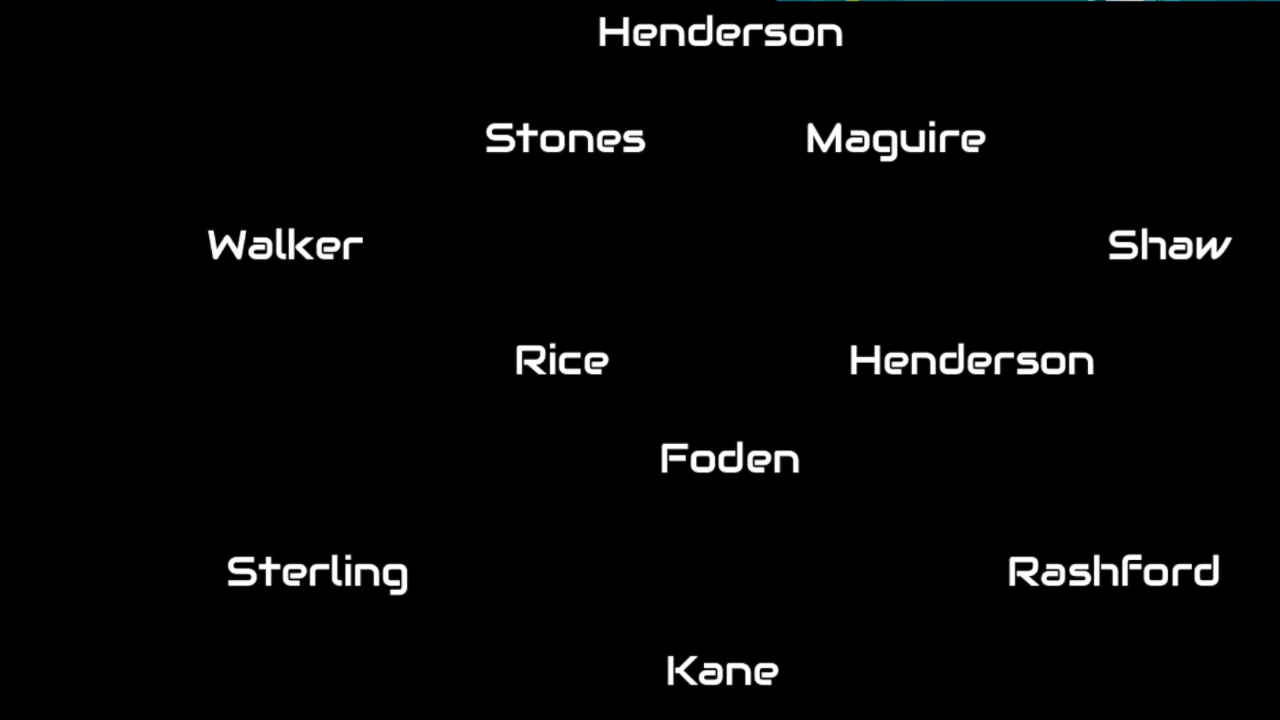 Henderson
Stones Maguire
Walker Shaw
Rice Henderson
Foden
Sterling Rashford
Kane